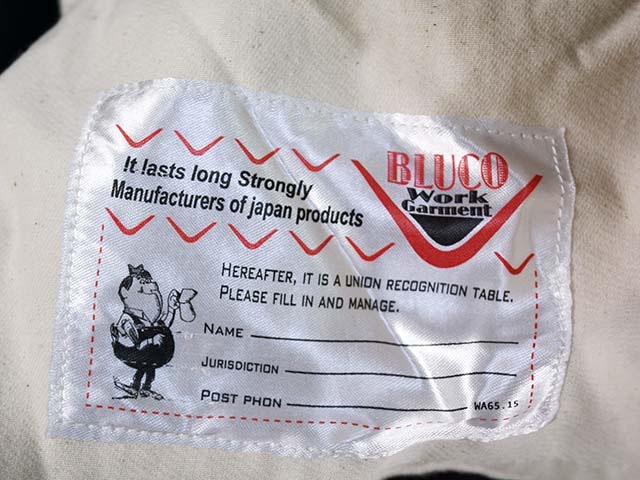 BLUCO
Work
Garment
It lasts long Strongly
Manufacturers of japan products
HEREAFTER, IT IS A UNION RECOGNITION TABLE.
PLEASE FILL IN AND MANAGE.
NAME
JURISDICTION
POST PHON
WA65.15